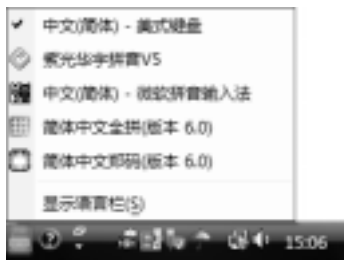 中文(简体) - 美式键盘
紫光华宇拼音V5
中文(简体) - 微软拼音输入法
简体中文全拼(版本 6.0)
简体中文郑码(版本 6.0)
显示语言栏(S)
15:06